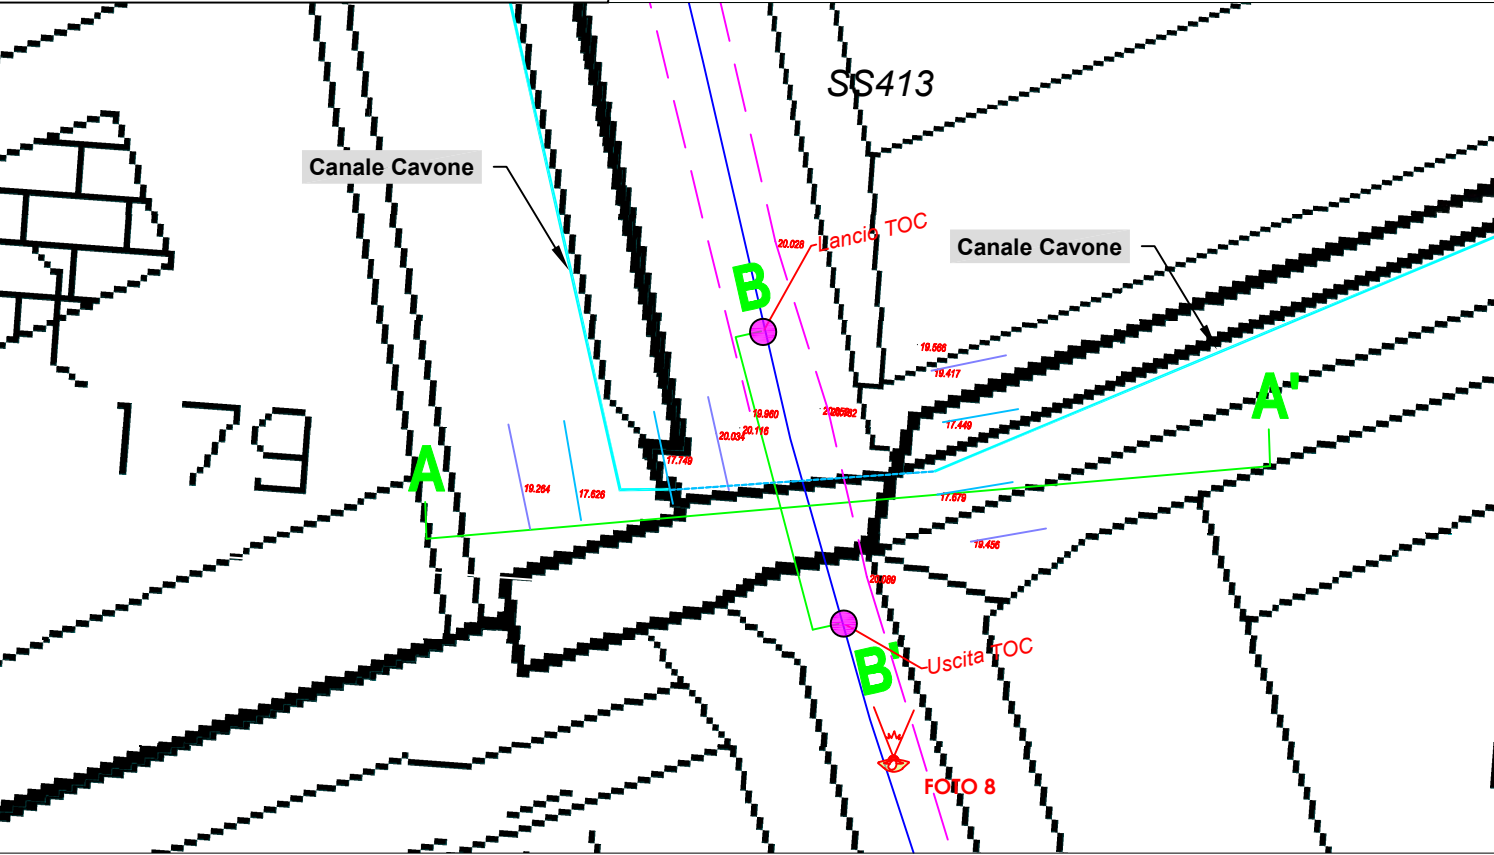 SS413
Canale Cavone
Lancio TOC
20.028
Canale Cavone
B
19.566
19.417
A'
179
19.960
20.116
20.034
17.449
A
17.749
19.264
17.626
17.679
19.456
20.089
Uscita TOC
B'
FOTO 8